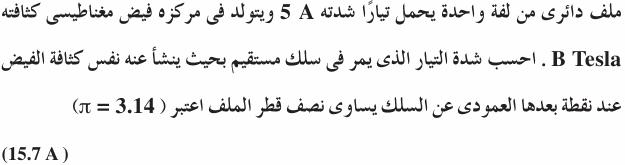 ملف دائرى من لفة واحدة يحمل تيارًا شدته 5 A ويتولد فى مركزه فيض مغناطيسى كثافته
B Tesla . احسب شدة التيار الذى يمر فى سلك مستقيم بحيث ينشأ عنه نفس كثافة الفيض
عند نقطة بعدها العمودى عن السلك يساوى نصف قطر الملف اعتبر ( π = 3.14)
(15.7 A )